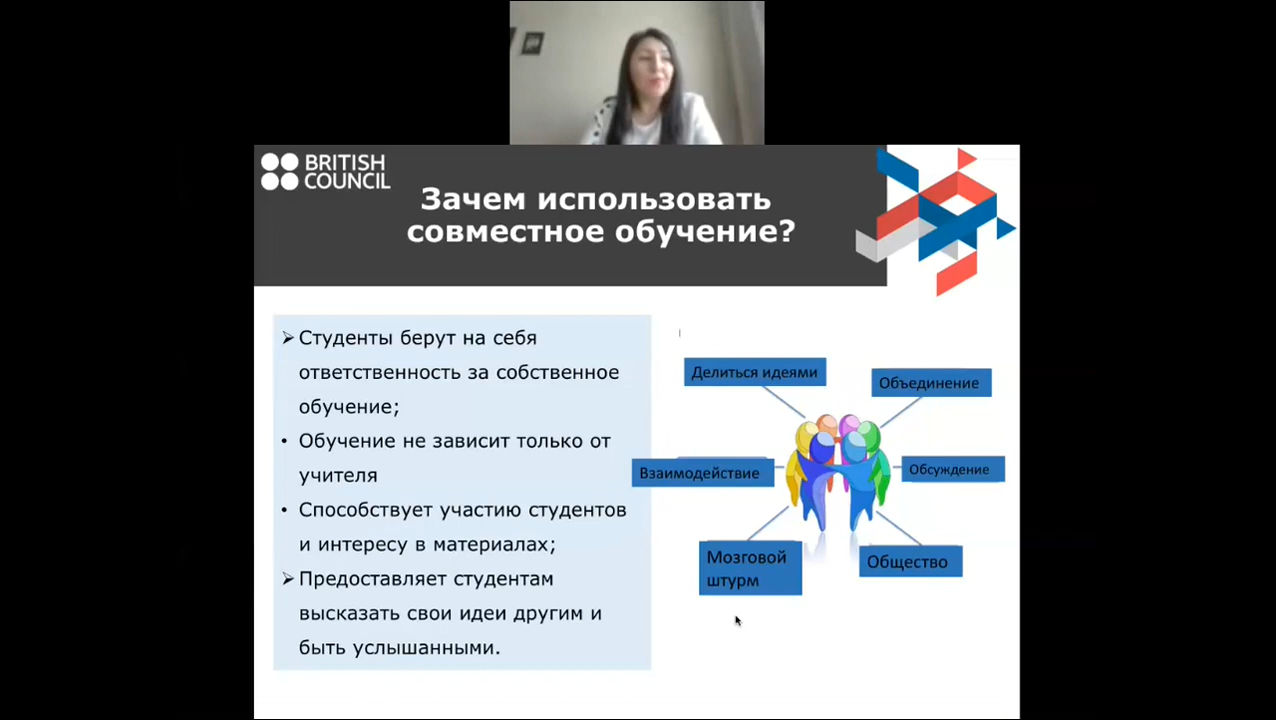 BRITISH
COUNCIL
Зачем использовать
совместное обучение?
➢ Студенты берут на себя
ответственность за собственное
обучение;
• Обучение не зависит только от
учителя
• Способствует участию студентов
и интересу в материалах;
➢ Предоставляет студентам
высказать свои идеи другим и
быть услышанными.
Делиться идеями
Объединение
Взаимодействие
Обсуждение
Мозговой
штурм
Общество